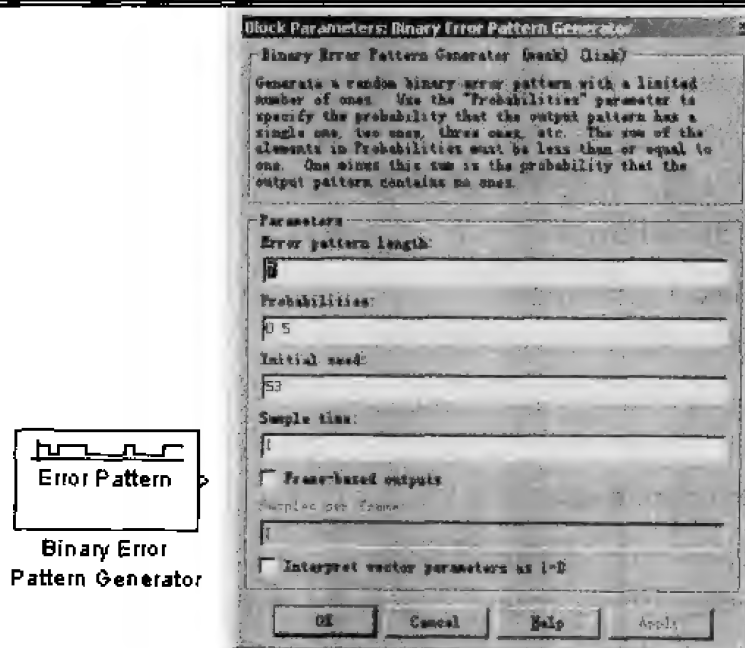 Block Parameters: Binary Error Pattern Generator
Binary Error Pattern Generator (mask) (link)
Generate a random binary error pattern with a limited
number of ones. Use the "Probabilities" parameter to
specify the probability that the output pattern has a
single one, two ones, three ones, etc. The sum of the
elements in Probabilities must be less than or equal to
one. One minus this sum is the probability that the
output pattern contains no ones.
Parameters
Error pattern length:
Probabilities:
0.5
Initial seed:
53
Sample time:
1
Frame-based outputs
Samples per frame:
1
Interpret vector parameters as 1-D
OK
Cancel
Help
Apply
Error Pattern
Binary Error
Pattern Generator